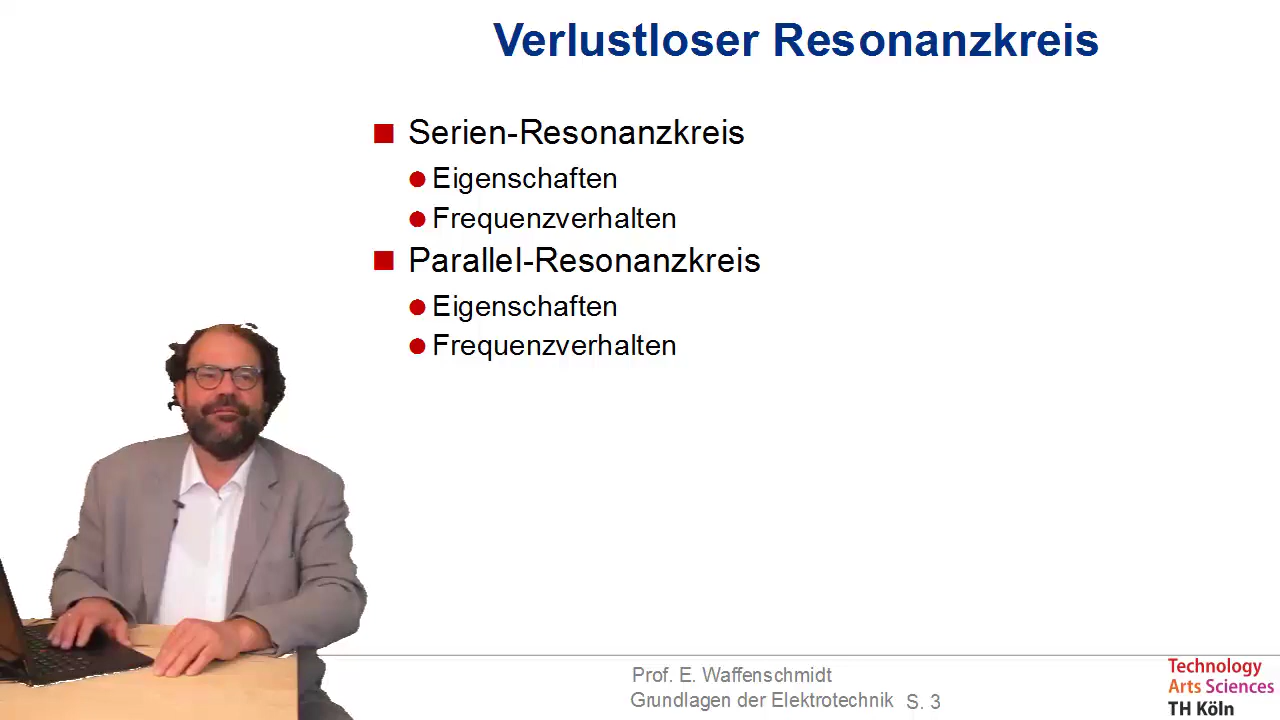 Verlustloser Resonanzkreis
Serien-Resonanzkreis
Eigenschaften
Frequenzverhalten
Parallel-Resonanzkreis
Eigenschaften
Frequenzverhalten
Prof. E. Waffenschmidt
Grundlagen der Elektrotechnik S. 3
Technology
Arts Sciences
TH Köln